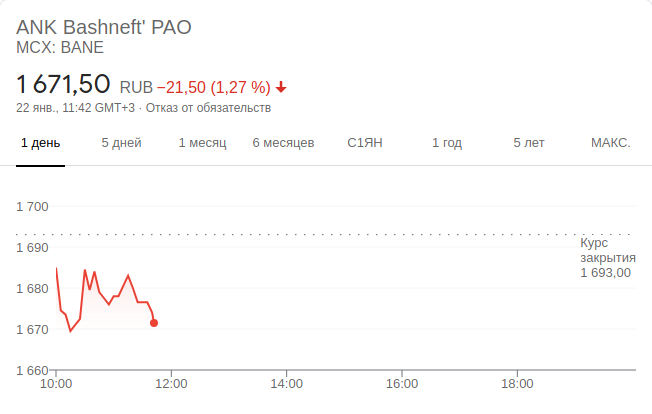 ANK Bashneft' PAO
MCX: BANE
1 671,50 RUB −21,50 (1,27 %)
22 янв., 11:42 GMT+3 · Отказ от обязательств
1 день 5 дней 1 месяц 6 месяцев С1ЯН 1 год 5 лет МАКС.
1 700
1 690
1 680
1 670
1 660
Курс
закрытия
1 693,00
10:00 12:00 14:00 16:00 18:00